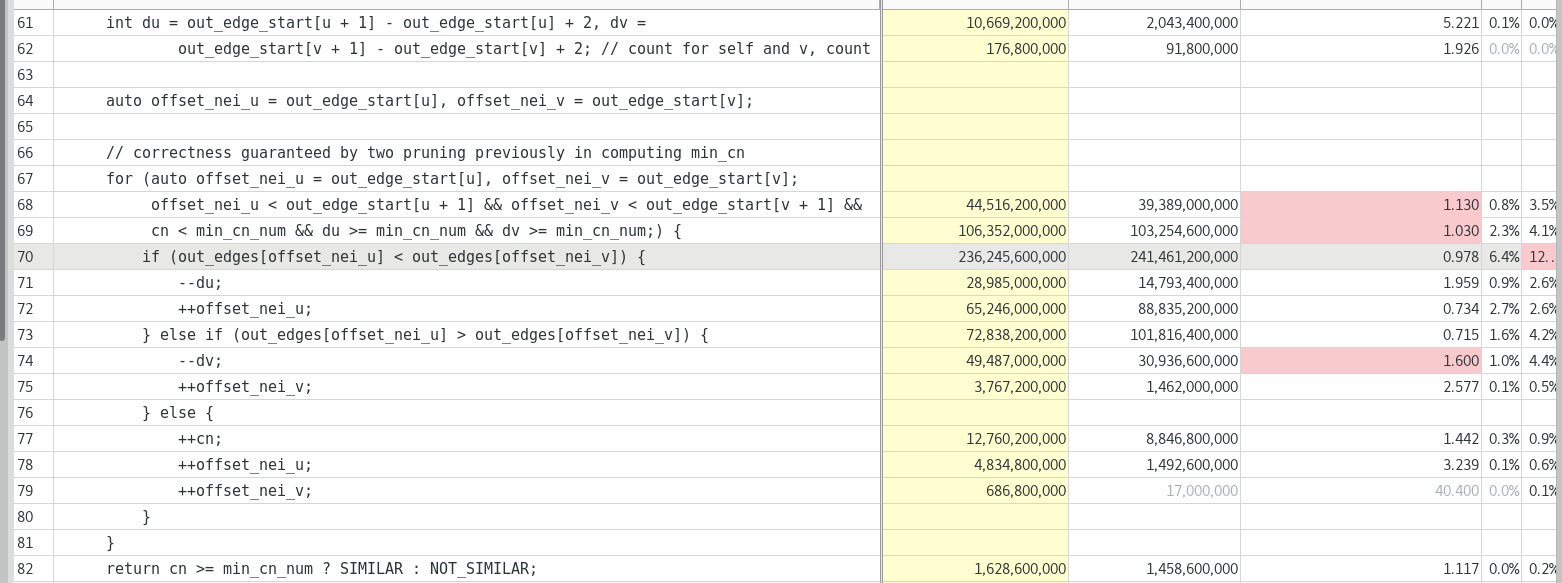 61 int du = out_edge_start[u + 1] - out_edge_start[u] + 2, dv = 10,669,200,000 2,043,400,000 5.221 0.1% 0.0%
62 out_edge_start[v + 1] - out_edge_start[v] + 2; // count for self and v, count 176,800,000 91,800,000 1.926 0.0% 0.0%
63
64 auto offset_nei_u = out_edge_start[u], offset_nei_v = out_edge_start[v];
65
66 // correctness guaranteed by two pruning previously in computing min_cn
67 for (auto offset_nei_u = out_edge_start[u], offset_nei_v = out_edge_start[v];
68 offset_nei_u < out_edge_start[u + 1] && offset_nei_v < out_edge_start[v + 1] && 44,516,200,000 39,389,000,000 1.130 0.8% 3.5%
69 cn < min_cn_num && du >= min_cn_num && dv >= min_cn_num;) { 106,352,000,000 103,254,600,000 1.030 2.3% 4.1%
70 if (out_edges[offset_nei_u] < out_edges[offset_nei_v]) { 236,245,600,000 241,461,200,000 0.978 6.4% 12...
71 --du; 28,985,000,000 14,793,400,000 1.959 0.9% 2.6%
72 ++offset_nei_u; 65,246,000,000 88,835,200,000 0.734 2.7% 2.6%
73 } else if (out_edges[offset_nei_u] > out_edges[offset_nei_v]) { 72,838,200,000 101,816,400,000 0.715 1.6% 4.2%
74 --dv; 49,487,000,000 30,936,600,000 1.600 1.0% 4.4%
75 ++offset_nei_v; 3,767,200,000 1,462,000,000 2.577 0.1% 0.5%
76 } else {
77 ++cn; 12,760,200,000 8,846,800,000 1.442 0.3% 0.9%
78 ++offset_nei_u; 4,834,800,000 1,492,600,000 3.239 0.1% 0.6%
79 ++offset_nei_v; 686,800,000 17,000,000 40.400 0.0% 0.1%
80 }
81 }
82 return cn >= min_cn_num ? SIMILAR : NOT_SIMILAR; 1,628,600,000 1,458,600,000 1.117 0.0% 0.2%